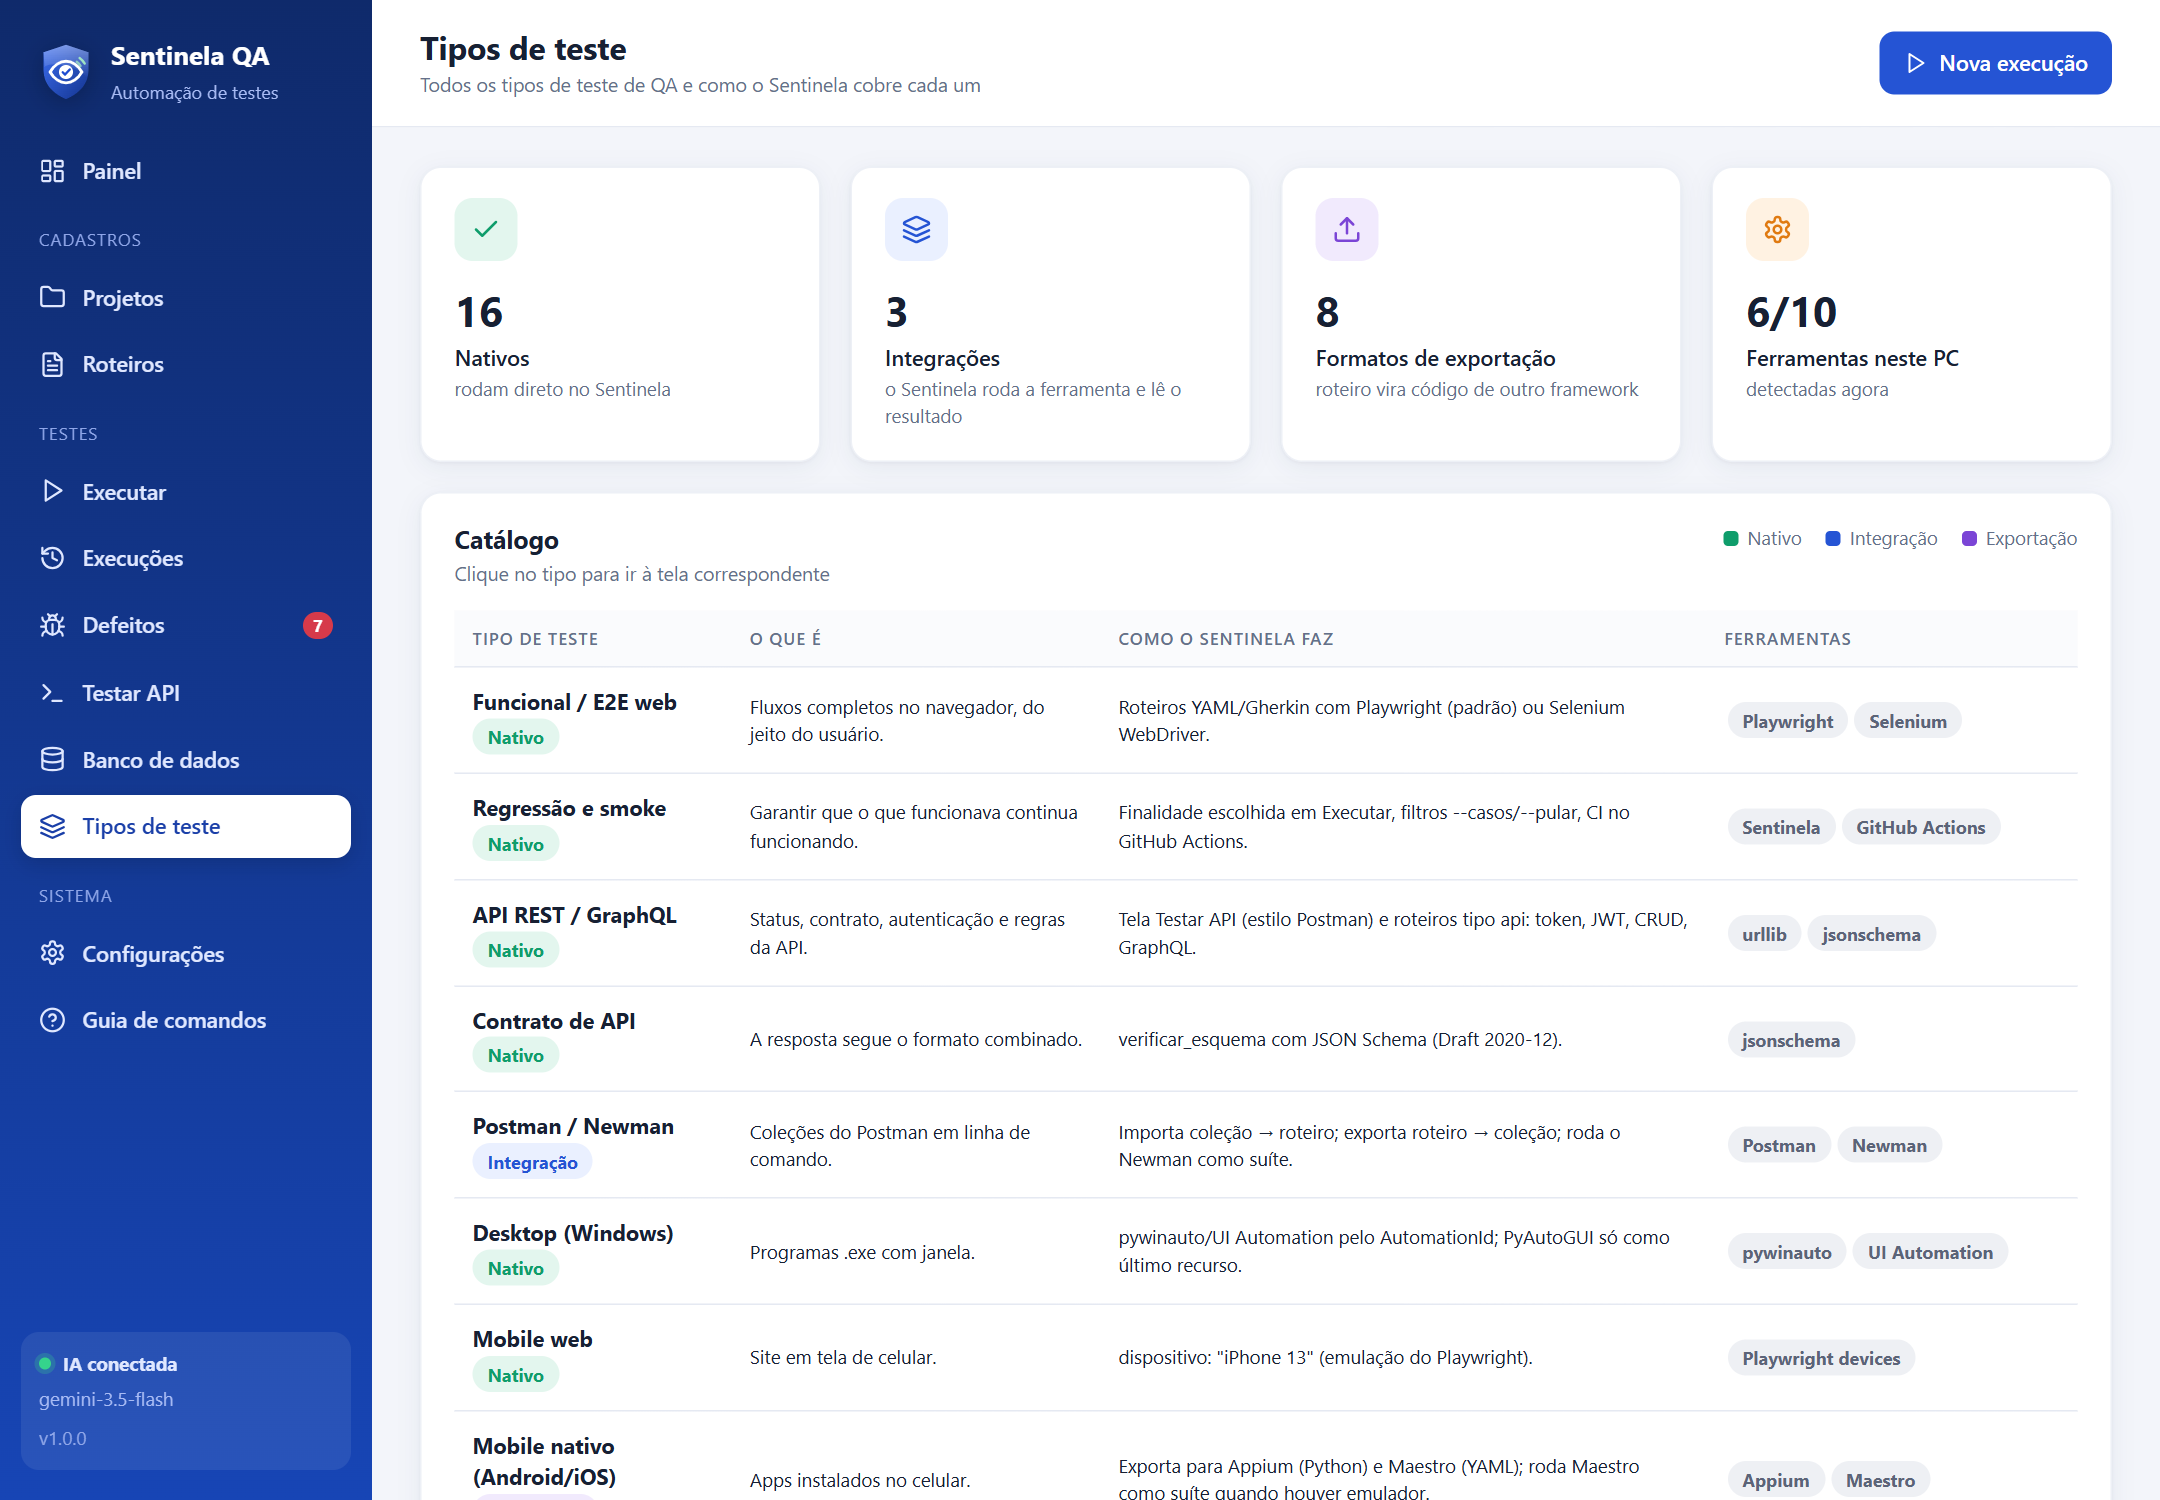 Sentinela QA
Automação de testes
Painel
CADASTROS
Projetos
Roteiros
TESTES
Executar
Execuções
Defeitos
7
Testar API
Banco de dados
Tipos de teste
SISTEMA
Configurações
Guia de comandos
IA conectada
gemini-3.5-flash
v1.0.0
Tipos de teste
Todos os tipos de teste de QA e como o Sentinela cobre cada um
Nova execução
16
Nativos
rodam direto no Sentinela
3
Integrações
o Sentinela roda a ferramenta e lê o
resultado
8
Formatos de exportação
roteiro vira código de outro framework
6/10
Ferramentas neste PC
detectadas agora
Catálogo
Clique no tipo para ir à tela correspondente
Nativo
Integração
Exportação
TIPO DE TESTE
O QUE É
COMO O SENTINELA FAZ
FERRAMENTAS
Funcional / E2E web
Nativo
Fluxos completos no navegador, do
jeito do usuário.
Roteiros YAML/Gherkin com Playwright (padrão) ou Selenium
WebDriver.
Playwright
Selenium
Regressão e smoke
Nativo
Garantir que o que funcionava continua
funcionando.
Finalidade escolhida em Executar, filtros --casos/--pular, CI no
GitHub Actions.
Sentinela
GitHub Actions
API REST / GraphQL
Nativo
Status, contrato, autenticação e regras
da API.
Tela Testar API (estilo Postman) e roteiros tipo api: token, JWT, CRUD,
GraphQL.
urllib
jsonschema
Contrato de API
Nativo
A resposta segue o formato combinado.
verificar_esquema com JSON Schema (Draft 2020-12).
jsonschema
Postman / Newman
Integração
Coleções do Postman em linha de
comando.
Importa coleção → roteiro; exporta roteiro → coleção; roda o
Newman como suíte.
Postman
Newman
Desktop (Windows)
Nativo
Programas .exe com janela.
pywinauto/UI Automation pelo AutomationId; PyAutoGUI só como
último recurso.
pywinauto
UI Automation
Mobile web
Nativo
Site em tela de celular.
dispositivo: "iPhone 13" (emulação do Playwright).
Playwright devices
Mobile nativo
(Android/iOS)
Apps instalados no celular.
Exporta para Appium (Python) e Maestro (YAML); roda Maestro
como suíte quando houver emulador.
Appium
Maestro